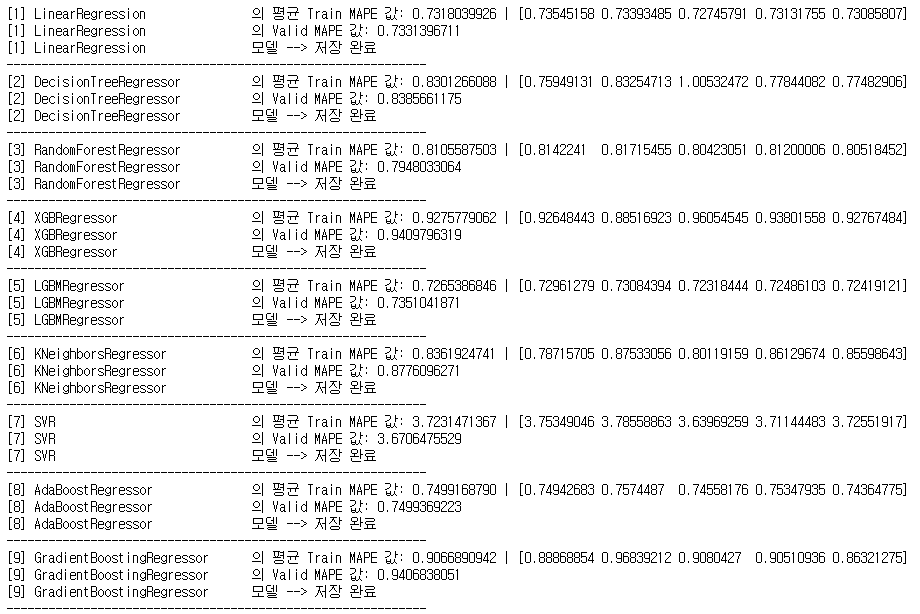 [1] LinearRegression 의 평균 Train MAPE 값: 0.7318039926 | [0.73545158 0.73393485 0.72745791 0.73131755 0.73085807]
[1] LinearRegression 의 Valid MAPE 값: 0.7331396711
[1] LinearRegression 모델 --> 저장 완료
------------------------------------------------------------
[2] DecisionTreeRegressor 의 평균 Train MAPE 값: 0.8301266088 | [0.75949131 0.83254713 1.00532472 0.77844082 0.77482906]
[2] DecisionTreeRegressor 의 Valid MAPE 값: 0.8385661175
[2] DecisionTreeRegressor 모델 --> 저장 완료
------------------------------------------------------------
[3] RandomForestRegressor 의 평균 Train MAPE 값: 0.8105587503 | [0.8142241  0.81715455 0.80423051 0.81200006 0.80518452]
[3] RandomForestRegressor 의 Valid MAPE 값: 0.7948033064
[3] RandomForestRegressor 모델 --> 저장 완료
------------------------------------------------------------
[4] XGBRegressor 의 평균 Train MAPE 값: 0.9275779062 | [0.92648443 0.88516923 0.96054545 0.93801558 0.92767484]
[4] XGBRegressor 의 Valid MAPE 값: 0.9409796319
[4] XGBRegressor 모델 --> 저장 완료
------------------------------------------------------------
[5] LGBMRegressor 의 평균 Train MAPE 값: 0.7265386846 | [0.72961279 0.73084394 0.72318444 0.72486103 0.72419121]
[5] LGBMRegressor 의 Valid MAPE 값: 0.7351041871
[5] LGBMRegressor 모델 --> 저장 완료
------------------------------------------------------------
[6] KNeighborsRegressor 의 평균 Train MAPE 값: 0.8361924741 | [0.78715705 0.87533056 0.80119159 0.86129674 0.85598643]
[6] KNeighborsRegressor 의 Valid MAPE 값: 0.8776096271
[6] KNeighborsRegressor 모델 --> 저장 완료
------------------------------------------------------------
[7] SVR 의 평균 Train MAPE 값: 3.7231471367 | [3.75349046 3.78558863 3.63969259 3.71144483 3.72551917]
[7] SVR 의 Valid MAPE 값: 3.6706475529
[7] SVR 모델 --> 저장 완료
------------------------------------------------------------
[8] AdaBoostRegressor 의 평균 Train MAPE 값: 0.7499168790 | [0.74942683 0.7574487  0.74558176 0.75347935 0.74364775]
[8] AdaBoostRegressor 의 Valid MAPE 값: 0.7499369223
[8] AdaBoostRegressor 모델 --> 저장 완료
------------------------------------------------------------
[9] GradientBoostingRegressor 의 평균 Train MAPE 값: 0.9066890942 | [0.88868854 0.96839212 0.9080427  0.90510936 0.86321275]
[9] GradientBoostingRegressor 의 Valid MAPE 값: 0.9406838051
[9] GradientBoostingRegressor 모델 --> 저장 완료
------------------------------------------------------------